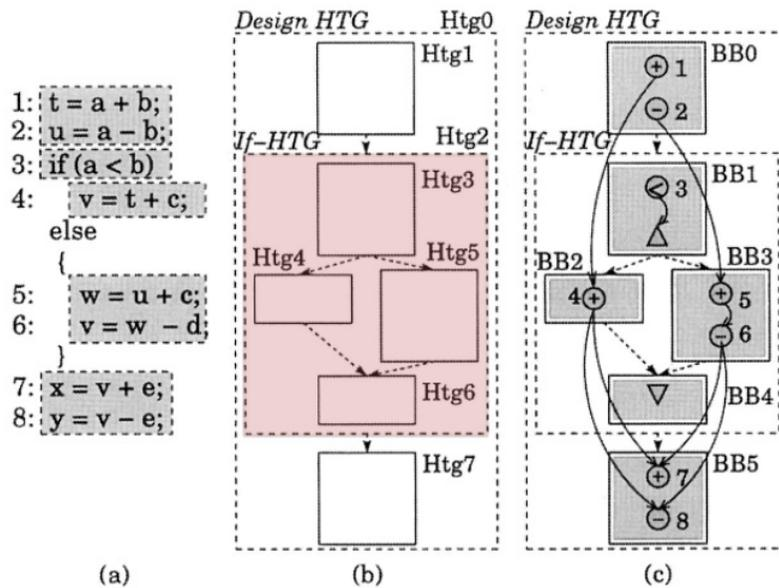 1: t = a + b;
2: u = a − b;
3: if (a < b)
4: v = t + c;
else
{
5: w = u + c;
6: v = w − d;
}
7: x = v + e;
8: y = v − e;
(a)
Design HTG Htg0
Htg1
If−HTG Htg2
Htg3
Htg4 Htg5
Htg6
Htg7
(b)
Design HTG
BB0
+ 1
− 2
If−HTG
BB1
< 3
BB2 BB3
4 + + 5
− 6
BB4
BB5
+ 7
− 8
(c)